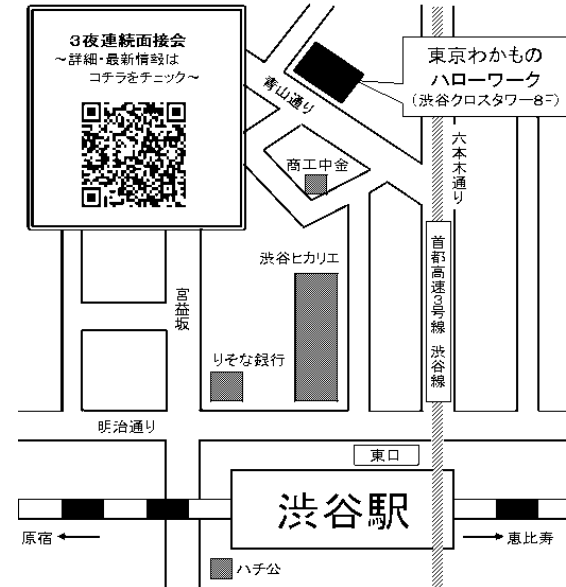 3夜連続面接会
～詳細・最新情報は
コチラをチェック～
東京わかもの
ハローワーク
(渋谷クロスタワー8F)
青山通り
六本木通り
商工中金
首都高速3号線 渋谷線
渋谷ヒカリエ
宮益坂
りそな銀行
明治通り
東口
渋谷駅
原宿
恵比寿
ハチ公